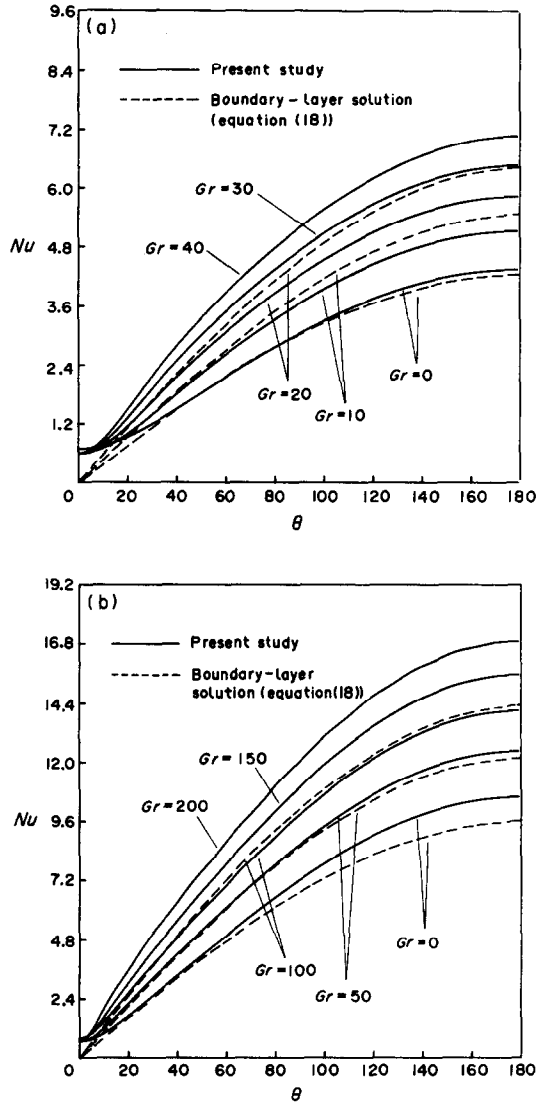 (a)
9.6
8.4
7.2
6.0
4.8
3.6
2.4
1.2
0
Nu
Present study
Boundary - layer solution
(equation (18))
Gr = 30
Gr = 40
Gr = 20
Gr = 10
Gr = 0
20 40 60 80 100 120 140 160 180
θ
(b)
19.2
16.8
14.4
12.0
9.6
7.2
4.8
2.4
0
Nu
Present study
Boundary-layer
solution (equation(18))
Gr = 150
Gr = 200
Gr = 100
Gr = 50
Gr = 0
20 40 60 80 100 120 140 160 180
θ